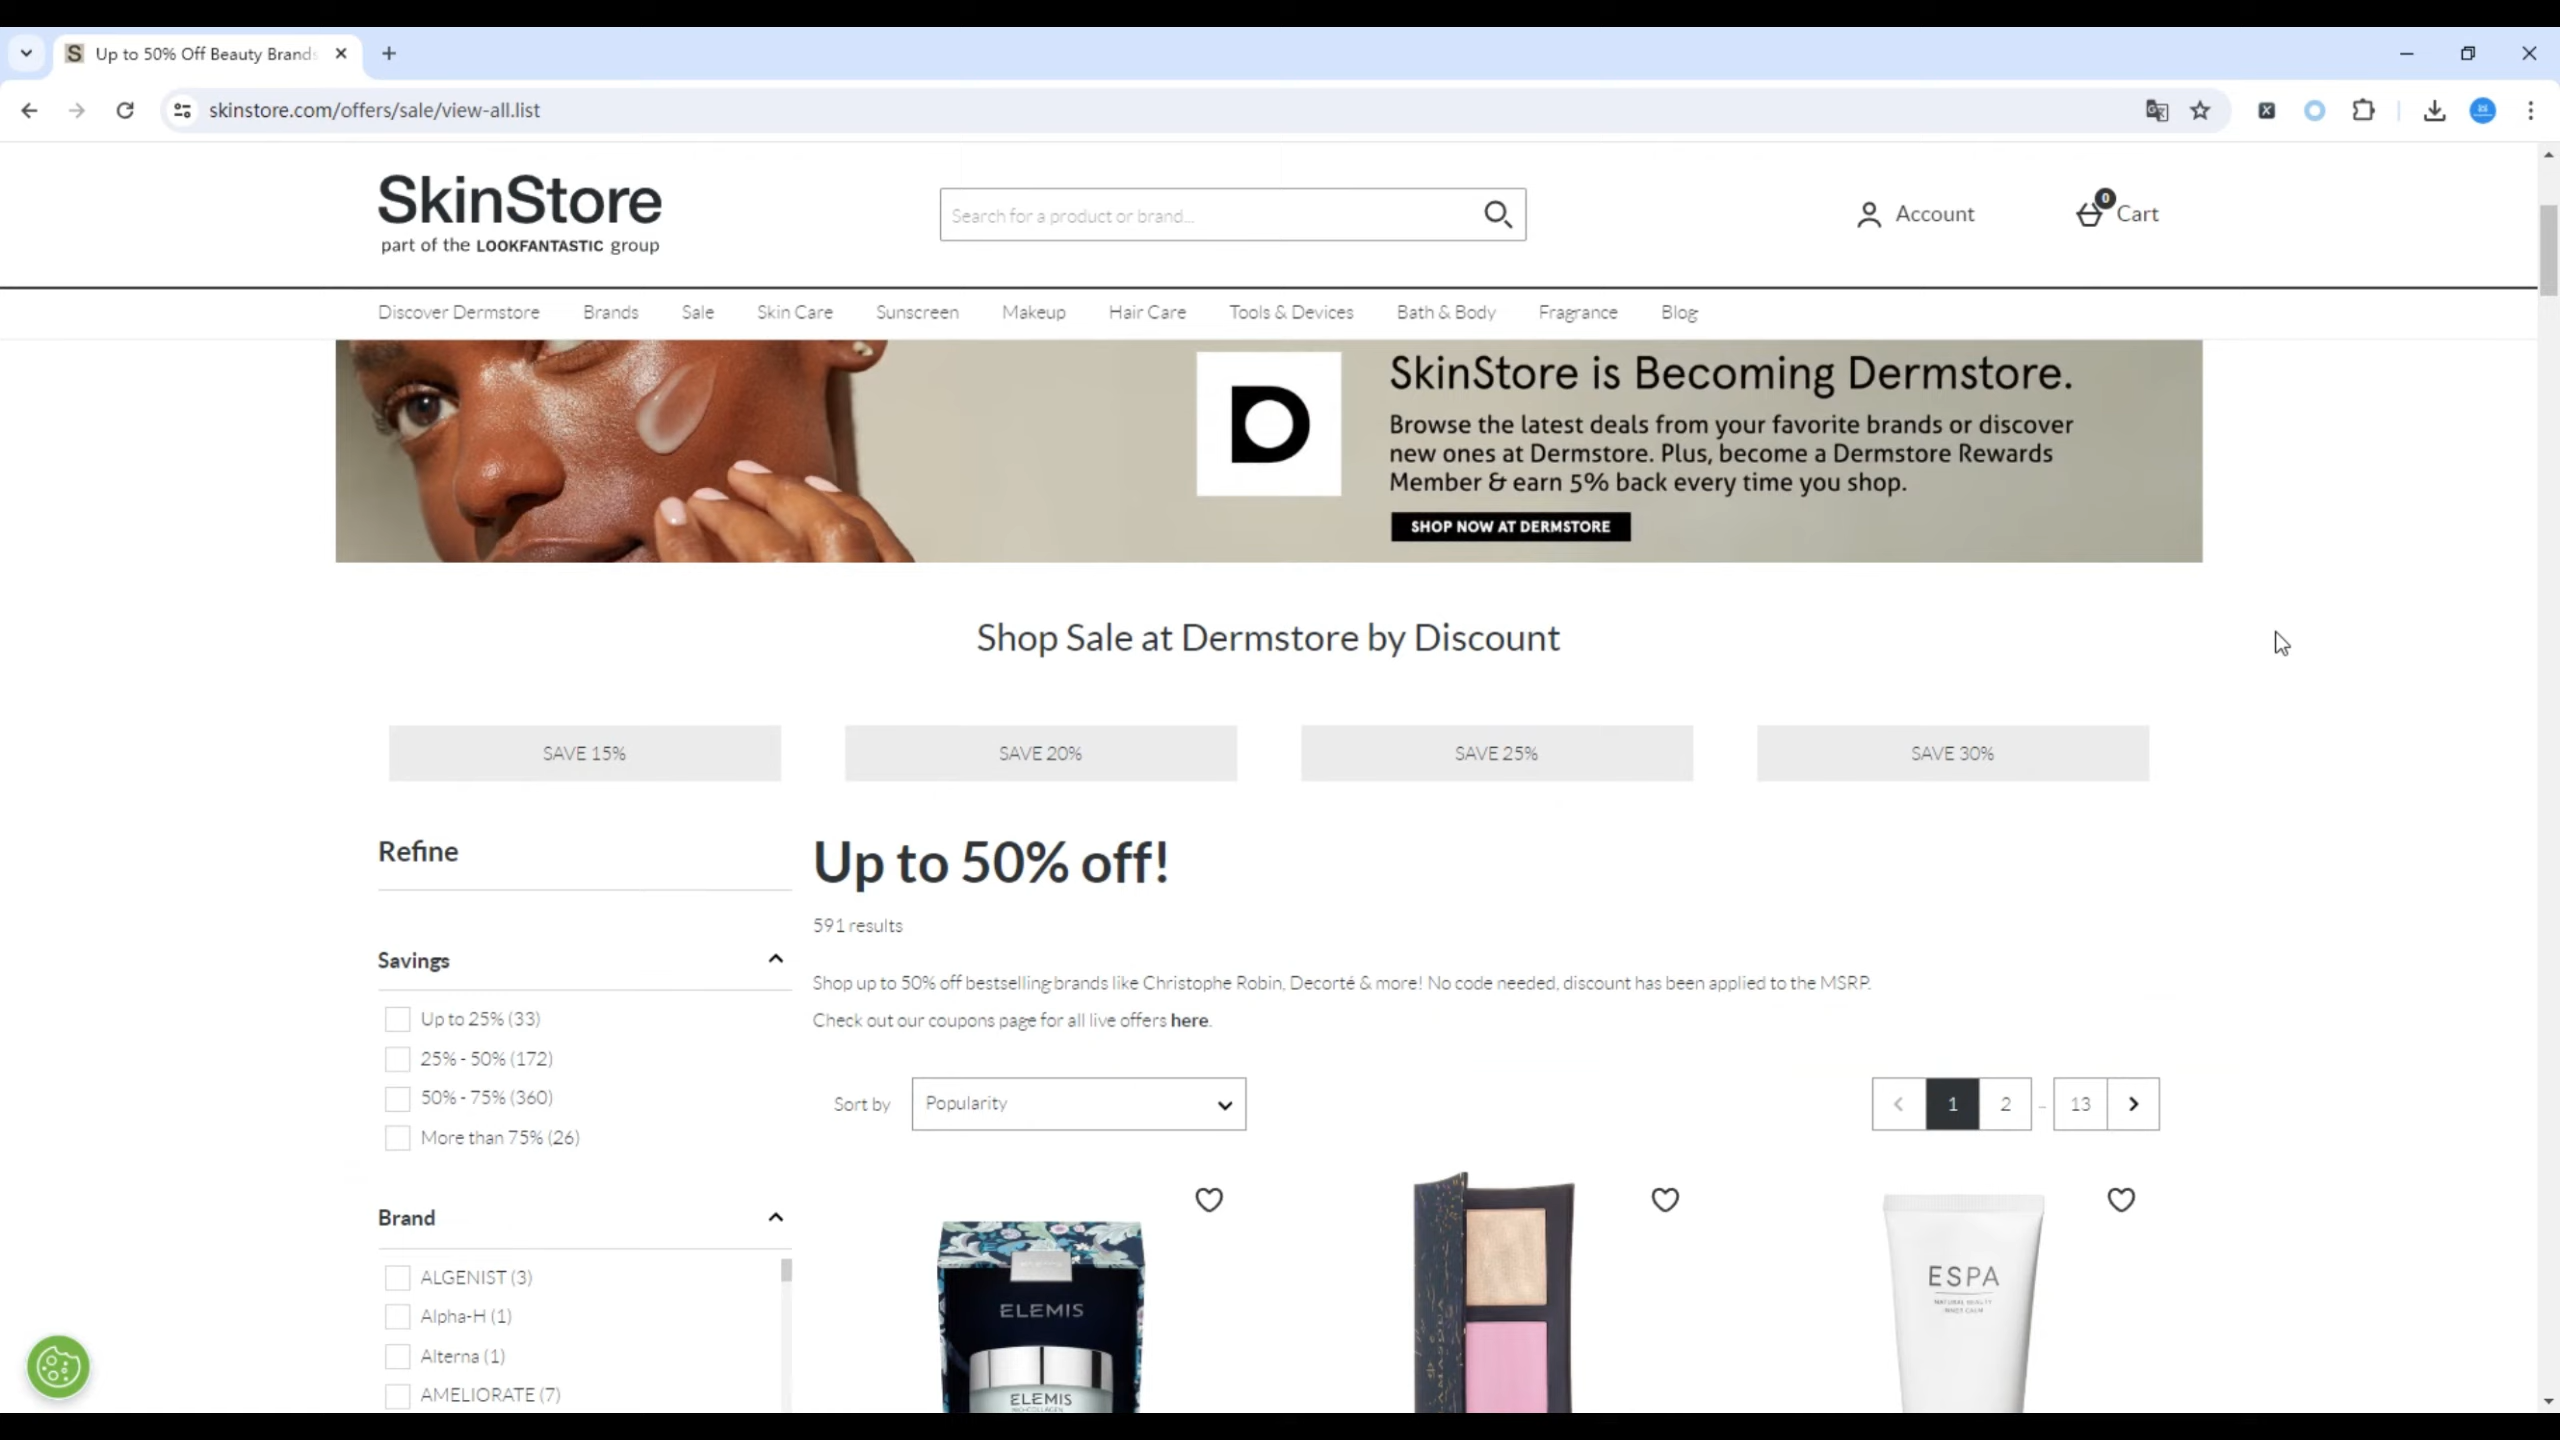 Up to 50% Off Beauty Brands
skinstore.com/offers/sale/view-all.list
SkinStore
part of the LOOKFANTASTIC group
Search for a product or brand...
Account
0
Cart
Discover Dermstore
Brands
Sale
Skin Care
Sunscreen
Makeup
Hair Care
Tools & Devices
Bath & Body
Fragrance
Blog
SkinStore is Becoming Dermstore.
Browse the latest deals from your favorite brands or discover
new ones at Dermstore. Plus, become a Dermstore Rewards
Member & earn 5% back every time you shop.
SHOP NOW AT DERMSTORE
Shop Sale at Dermstore by Discount
SAVE 15%
SAVE 20%
SAVE 25%
SAVE 30%
Refine
Savings
Up to 25% (33)
25% - 50% (172)
50% - 75% (360)
More than 75% (26)
Brand
ALGENIST (3)
Alpha-H (1)
Alterna (1)
AMELIORATE (7)
Up to 50% off!
591 results
Shop up to 50% off bestselling brands like Christophe Robin, Decorté & more! No code needed, discount has been applied to the MSRP.
Check out our coupons page for all live offers here.
Sort by
Popularity
1
2
...
13
ELEMIS
ELEMIS
PRO-COLLAGEN
ESPA
NATURAL BEAUTY
INNER CALM